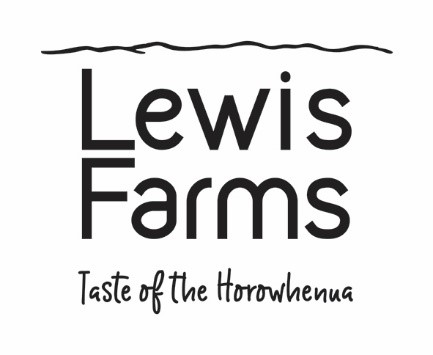 Lewis
Farms
Taste of the Horowhenua